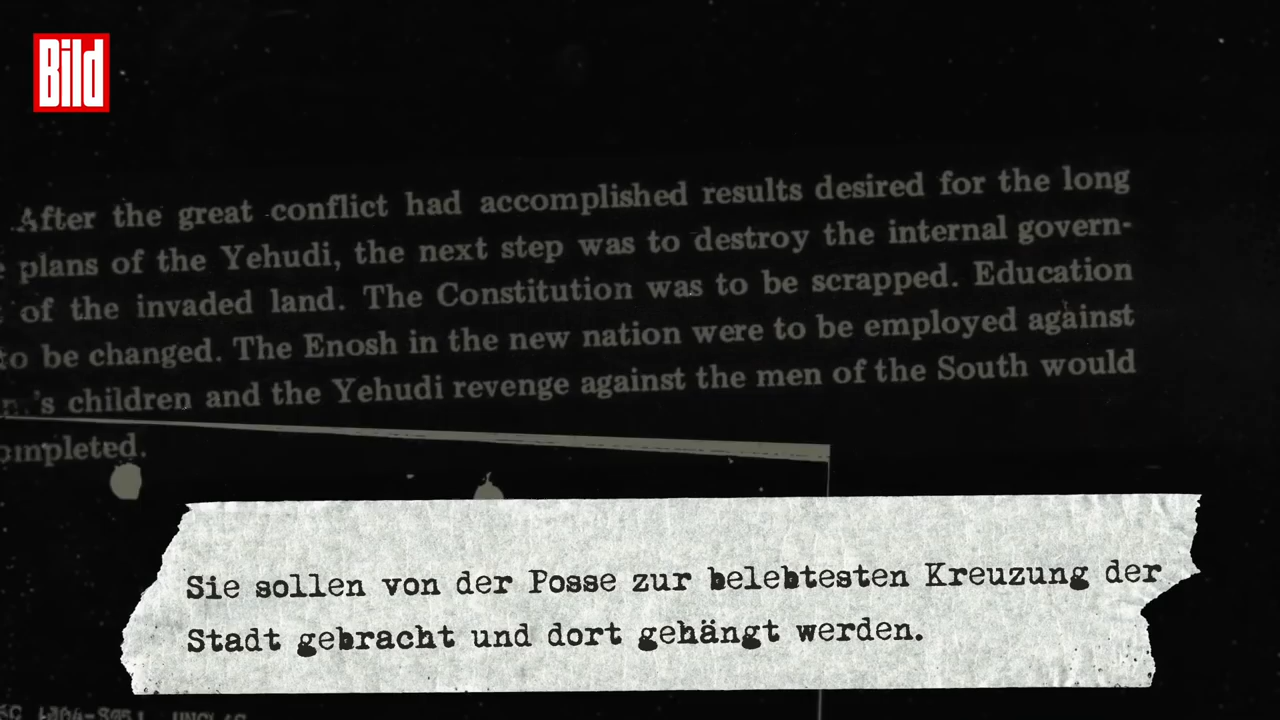 Bild
After the great conflict had accomplished results desired for the long
plans of the Yehudi, the next step was to destroy the internal govern-
of the invaded land. The Constitution was to be scrapped. Education
to be changed. The Enosh in the new nation were to be employed against
's children and the Yehudi revenge against the men of the South would
Sie sollen von der Posse zur belebtesten Kreuzung der
Stadt gebracht und dort gehängt werden.